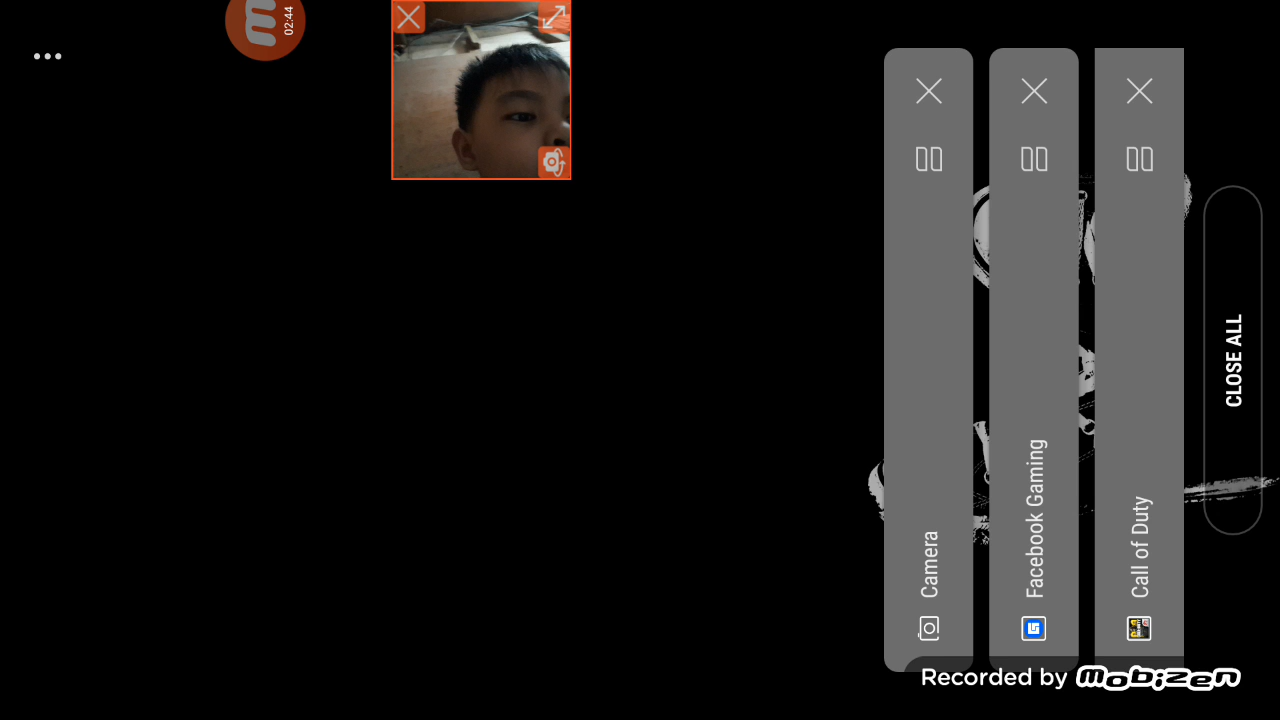 02:44
Camera
Facebook Gaming
Call of Duty
CLOSE ALL
Recorded by MOBIZEN